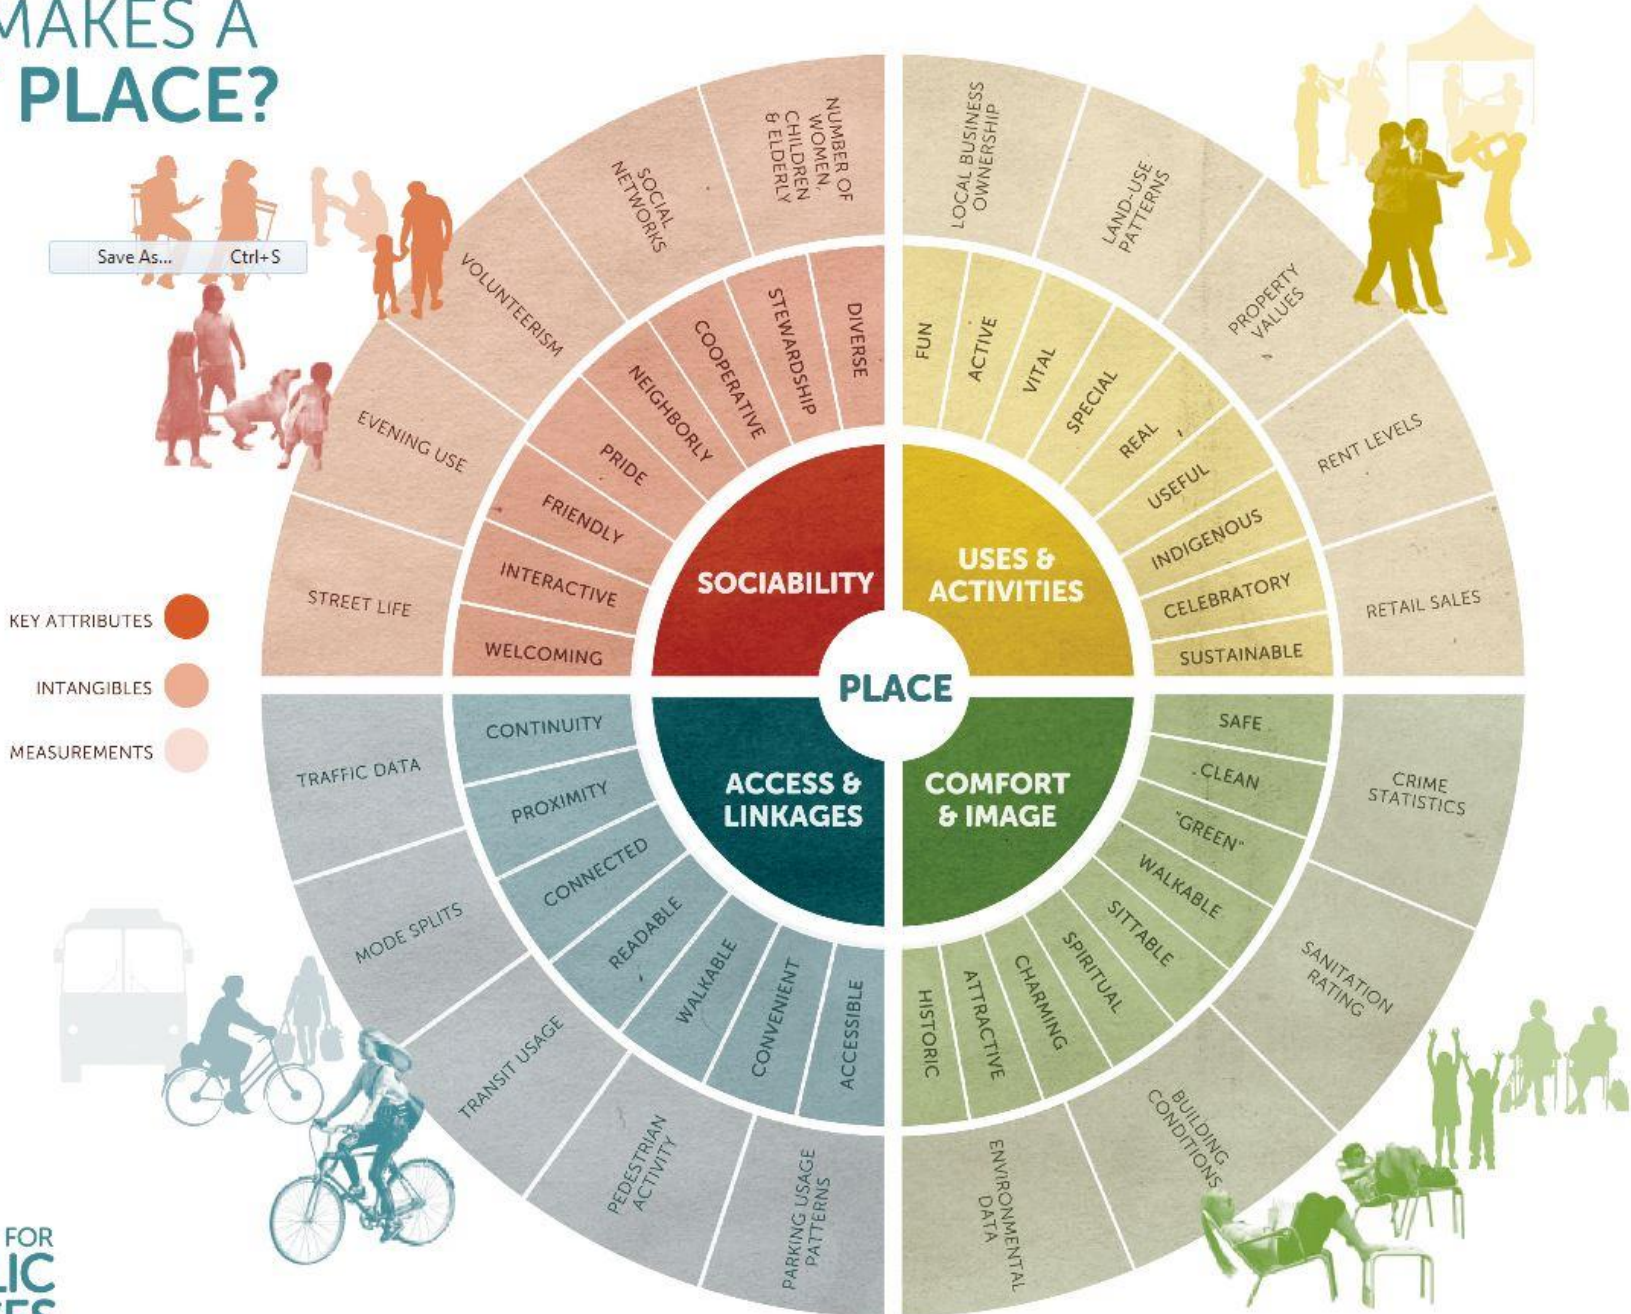 MAKES A
PLACE?
Save As... Ctrl+S
KEY ATTRIBUTES
INTANGIBLES
MEASUREMENTS
PLACE
SOCIABILITY
USES &
ACTIVITIES
ACCESS &
LINKAGES
COMFORT
& IMAGE
WELCOMING
INTERACTIVE
FRIENDLY
PRIDE
NEIGHBORLY
COOPERATIVE
STEWARDSHIP
DIVERSE
FUN
ACTIVE
VITAL
SPECIAL
REAL
USEFUL
INDIGENOUS
CELEBRATORY
SUSTAINABLE
SAFE
CLEAN
"GREEN"
WALKABLE
SITTABLE
SPIRITUAL
CHARMING
ATTRACTIVE
HISTORIC
ACCESSIBLE
CONVENIENT
WALKABLE
READABLE
CONNECTED
PROXIMITY
CONTINUITY
STREET LIFE
EVENING USE
VOLUNTEERISM
SOCIAL
NETWORKS
NUMBER OF
WOMEN,
CHILDREN
& ELDERLY
LOCAL BUSINESS
OWNERSHIP
LAND-USE
PATTERNS
PROPERTY
VALUES
RENT LEVELS
RETAIL SALES
CRIME
STATISTICS
SANITATION
RATING
BUILDING
CONDITIONS
ENVIRONMENTAL
DATA
PARKING USAGE
PATTERNS
PEDESTRIAN
ACTIVITY
TRANSIT USAGE
MODE SPLITS
TRAFFIC DATA
FOR